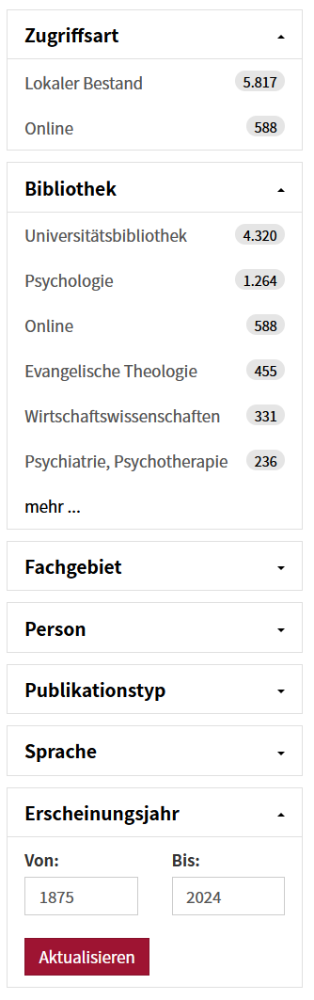 Zugriffsart
Lokaler Bestand 5.817
Online 588
Bibliothek
Universitätsbibliothek 4.320
Psychologie 1.264
Online 588
Evangelische Theologie 455
Wirtschaftswissenschaften 331
Psychiatrie, Psychotherapie 236
mehr ...
Fachgebiet
Person
Publikationstyp
Sprache
Erscheinungsjahr
Von: Bis:
1875 2024
Aktualisieren